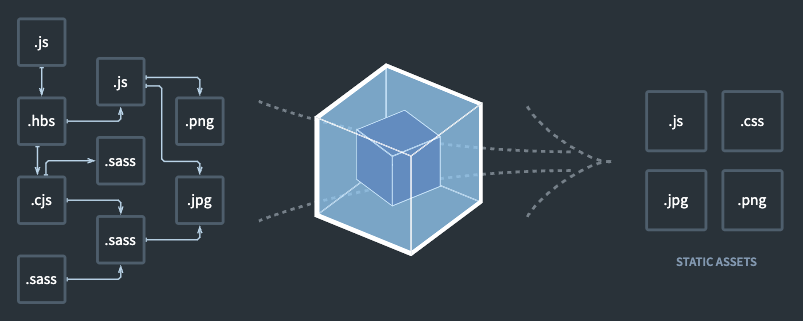 .js
.js
.hbs
.png
.sass
.cjs
.jpg
.sass
.sass
.js
.css
.jpg
.png
STATIC ASSETS